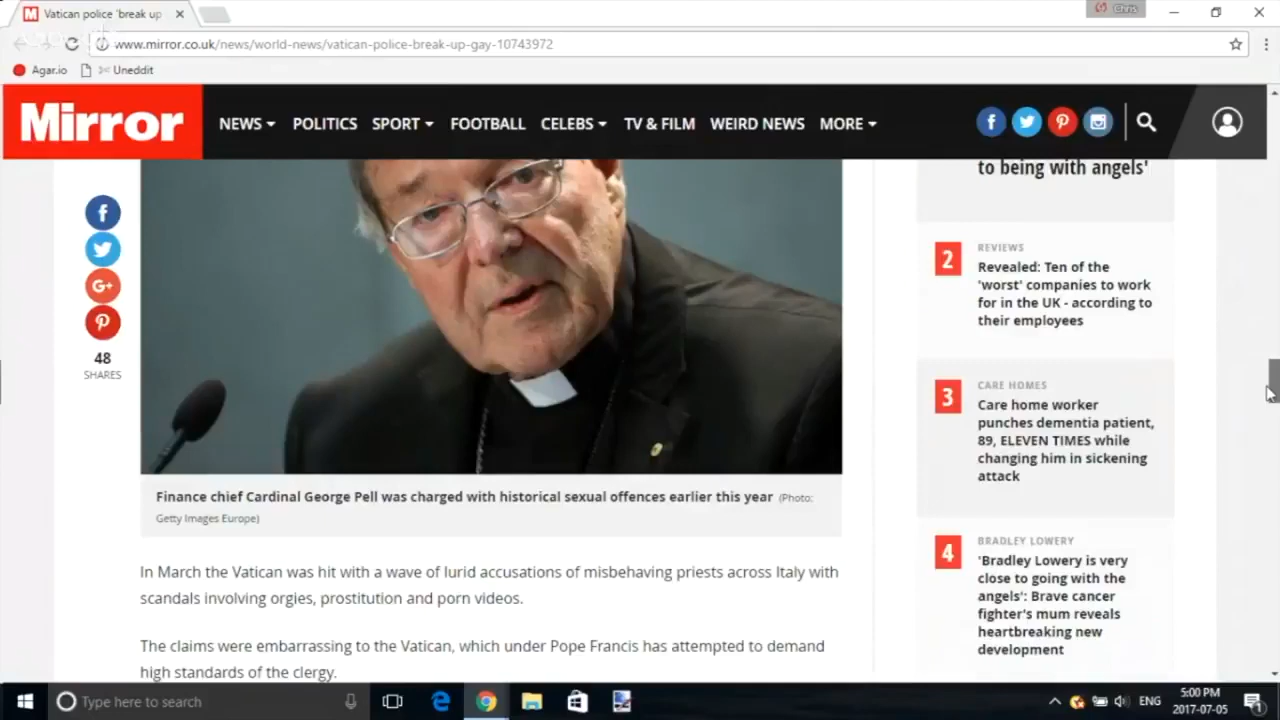 Vatican police 'break up
Chris
www.mirror.co.uk/news/world-news/vatican-police-break-up-gay-10743972
Agar.io
Uneddit
Mirror
NEWS
POLITICS
SPORT
FOOTBALL
CELEBS
TV & FILM
WEIRD NEWS
MORE
48
SHARES
Finance chief Cardinal George Pell was charged with historical sexual offences earlier this year (Photo:
Getty Images Europe)
In March the Vatican was hit with a wave of lurid accusations of misbehaving priests across Italy with
scandals involving orgies, prostitution and porn videos.
The claims were embarrassing to the Vatican, which under Pope Francis has attempted to demand
high standards of the clergy.
to being with angels'
2
REVIEWS
Revealed: Ten of the
'worst' companies to work
for in the UK - according to
their employees
3
CARE HOMES
Care home worker
punches dementia patient,
89, ELEVEN TIMES while
changing him in sickening
attack
4
BRADLEY LOWERY
'Bradley Lowery is very
close to going with the
angels': Brave cancer
fighter's mum reveals
heartbreaking new
development
Type here to search
ENG
5:00 PM
2017-07-05
1